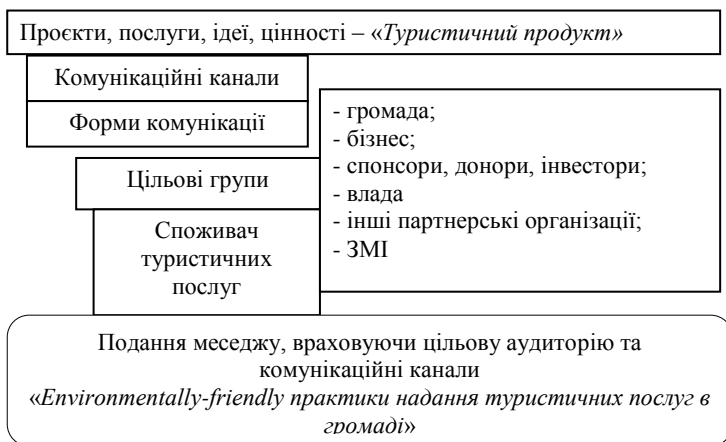 Проєкти, послуги, ідеї, цінності – «Туристичний продукт»
Комунікаційні канали
Форми комунікації
Цільові групи
Споживач
туристичних
послуг
- громада;
- бізнес;
- спонсори, донори, інвестори;
- влада
- інші партнерські організації;
- ЗМІ
Подання меседжу, враховуючи цільову аудиторію та
комунікаційні канали
«Environmentally-friendly практики надання туристичних послуг в
громаді»